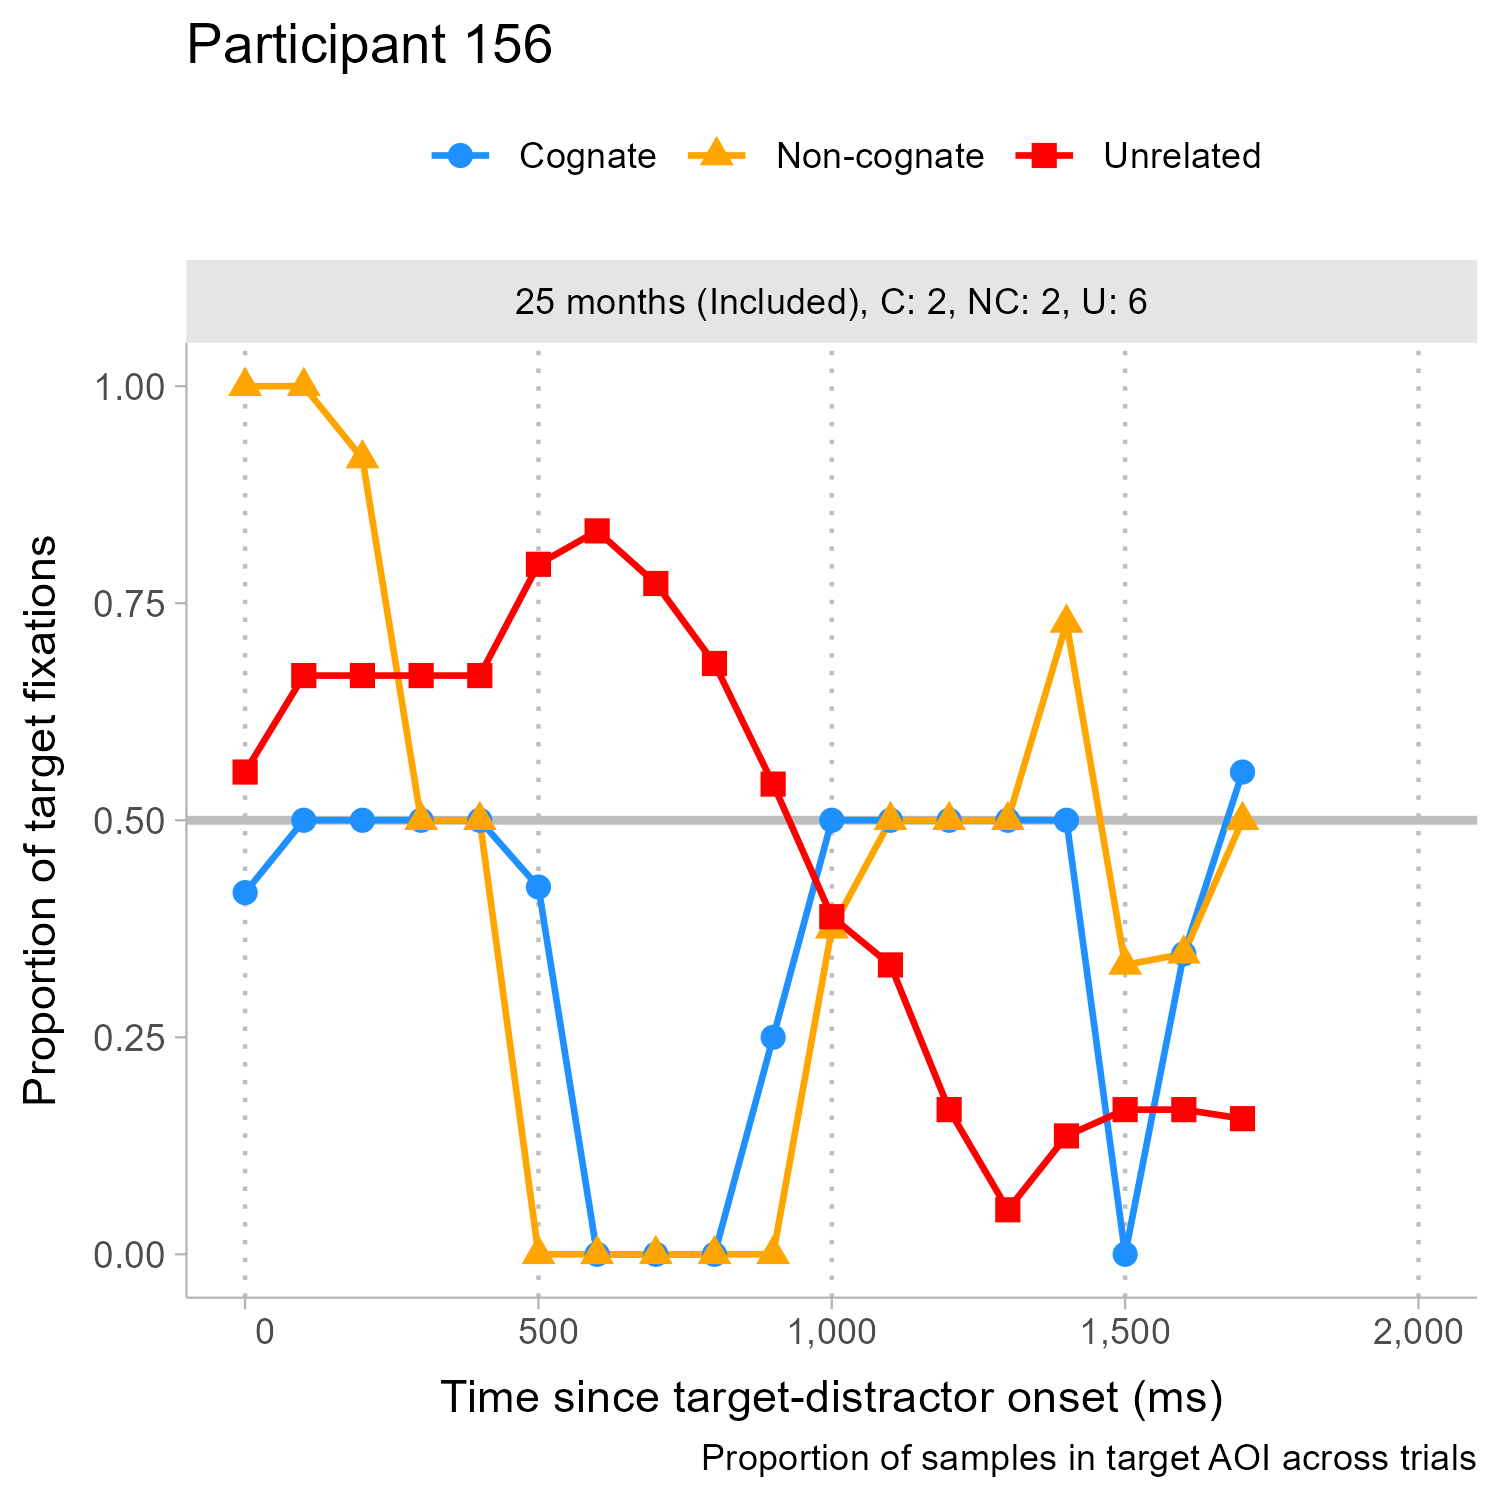 Participant 156
Cognate Non-cognate Unrelated
25 months (Included), C: 2, NC: 2, U: 6
1.00
0.75
0.50
0.25
0.00
Proportion of target fixations
0 500 1,000 1,500 2,000
Time since target-distractor onset (ms)
Proportion of samples in target AOI across trials